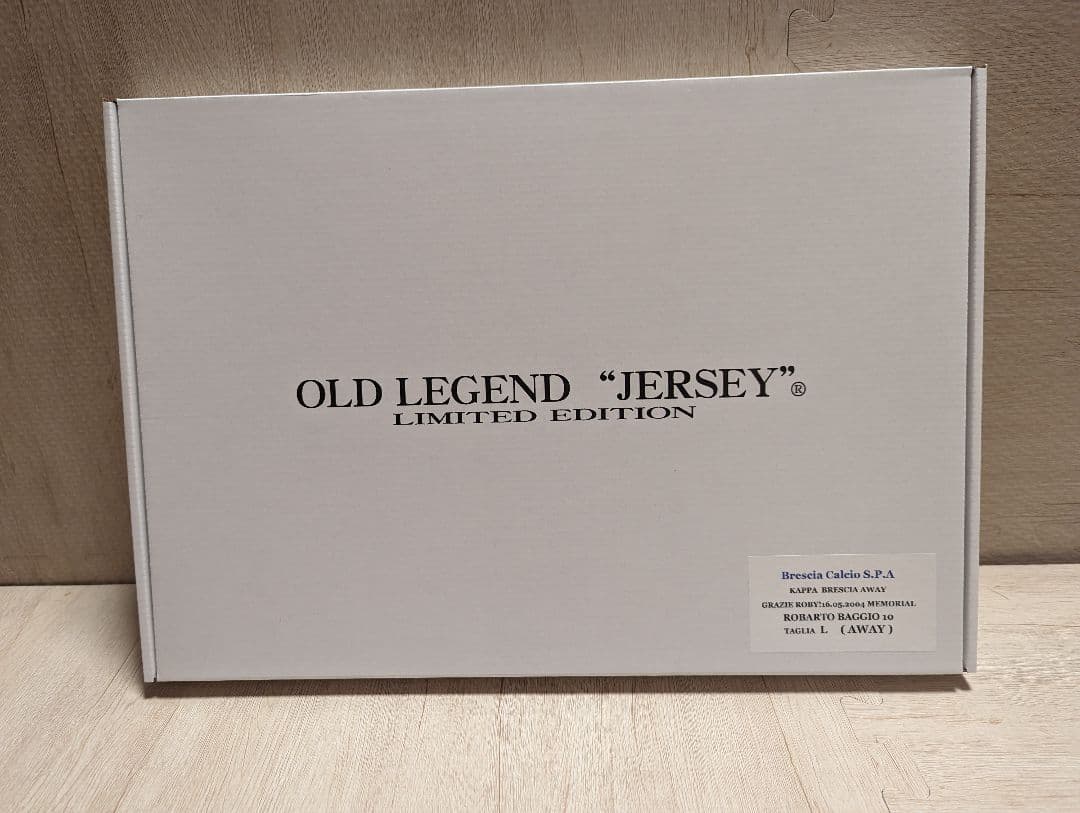 OLD LEGEND “JERSEY”®
LIMITED EDITION
Brescia Calcio S.P.A
KAPPA BRESCIA AWAY
GRAZIE ROBY!16.05.2004 MEMORIAL
ROBARTO BAGGIO 10
TAGLIA L (AWAY)